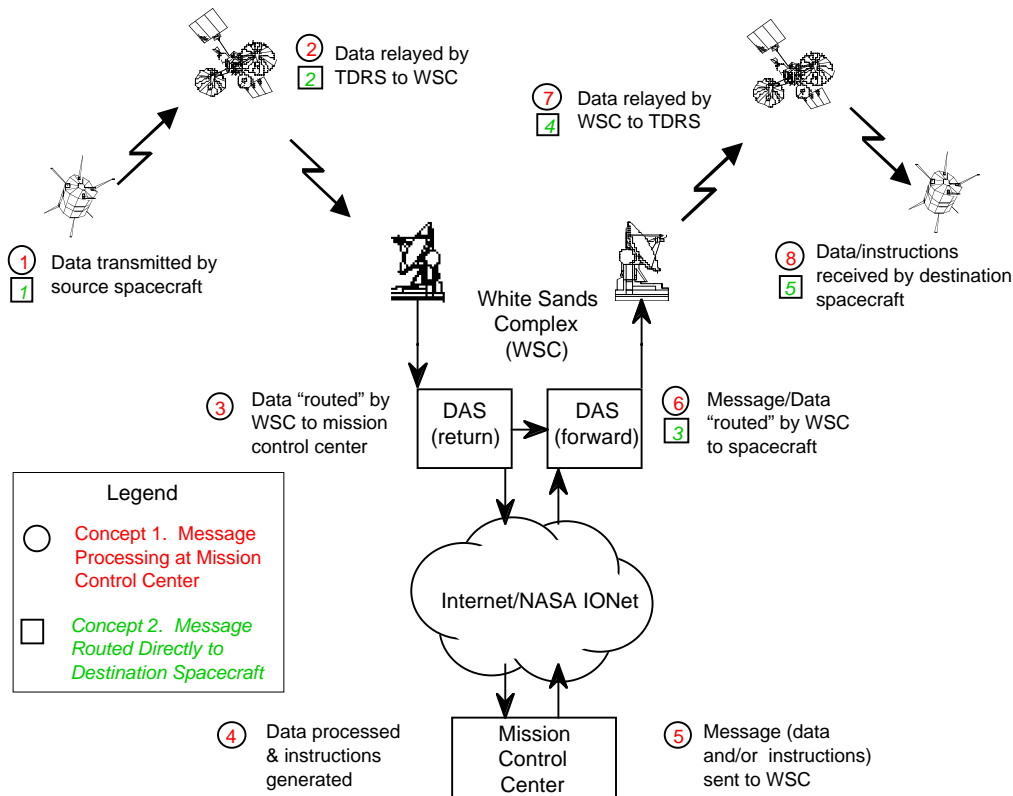 2 Data relayed by
2 TDRS to WSC
7 Data relayed by
4 WSC to TDRS
1 Data transmitted by
1 source spacecraft
8 Data/instructions
5 received by destination
spacecraft
White Sands
Complex
(WSC)
3 Data “routed” by
WSC to mission
control center
DAS
(return)
DAS
(forward)
6 Message/Data
3 “routed” by WSC
to spacecraft
Legend
Concept 1. Message
Processing at Mission
Control Center
Concept 2. Message
Routed Directly to
Destination Spacecraft
Internet/NASA IONet
4 Data processed
& instructions
generated
Mission
Control
Center
5 Message (data
and/or instructions)
sent to WSC